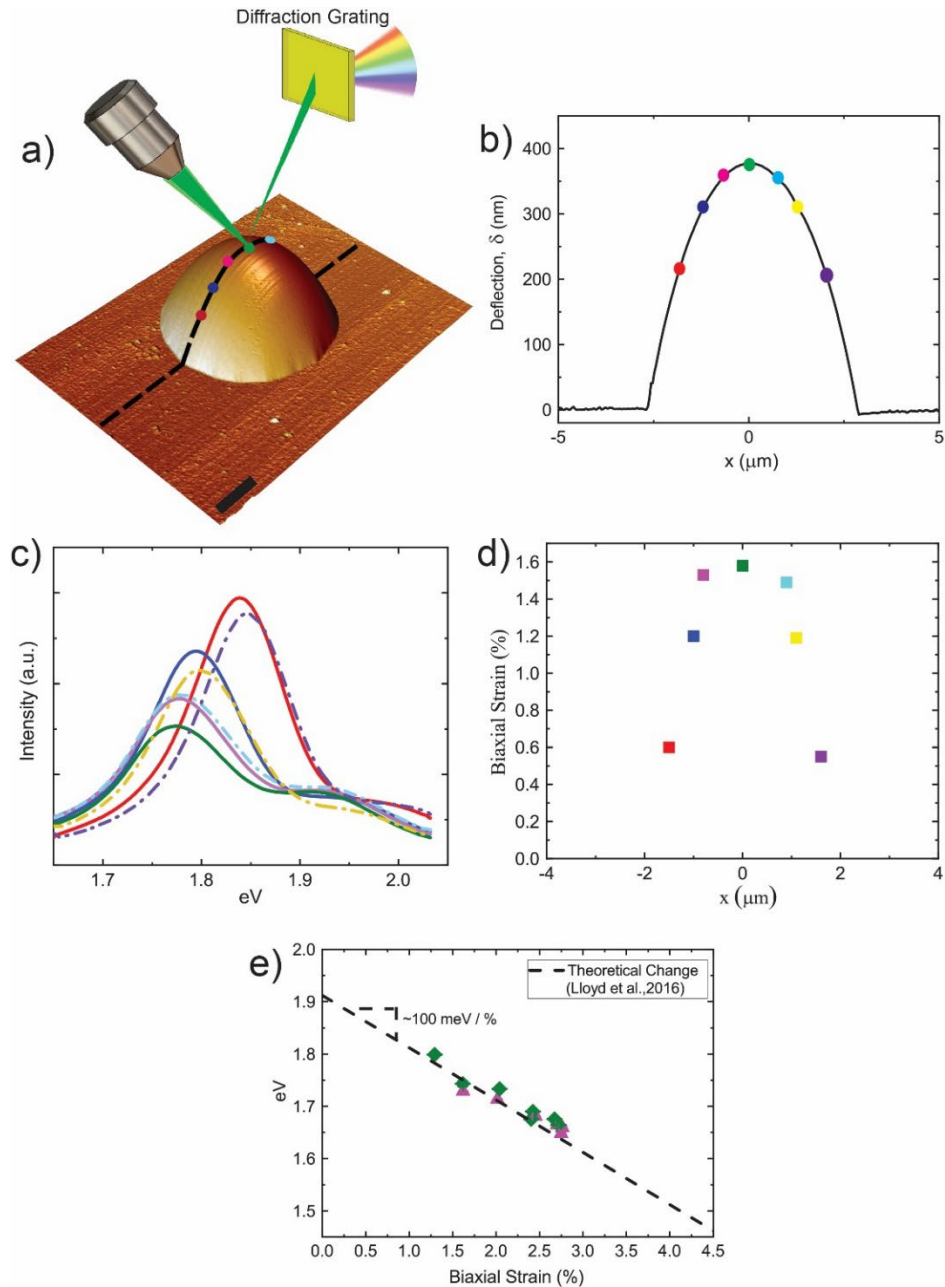 Diffraction Grating
a)
b)
Deflection, δ (nm)
400
300
200
100
0
-5
0
5
x (μm)
c)
Intensity (a.u.)
1.7
1.8
1.9
2.0
eV
d)
Biaxial Strain (%)
1.6
1.4
1.2
1.0
0.8
0.6
0.4
0.2
0.0
-4
-2
0
2
4
x (μm)
e)
eV
2.0
1.9
1.8
1.7
1.6
1.5
Theoretical Change
(Lloyd et al.,2016)
~100 meV / %
0.0
0.5
1.0
1.5
2.0
2.5
3.0
3.5
4.0
4.5
Biaxial Strain (%)